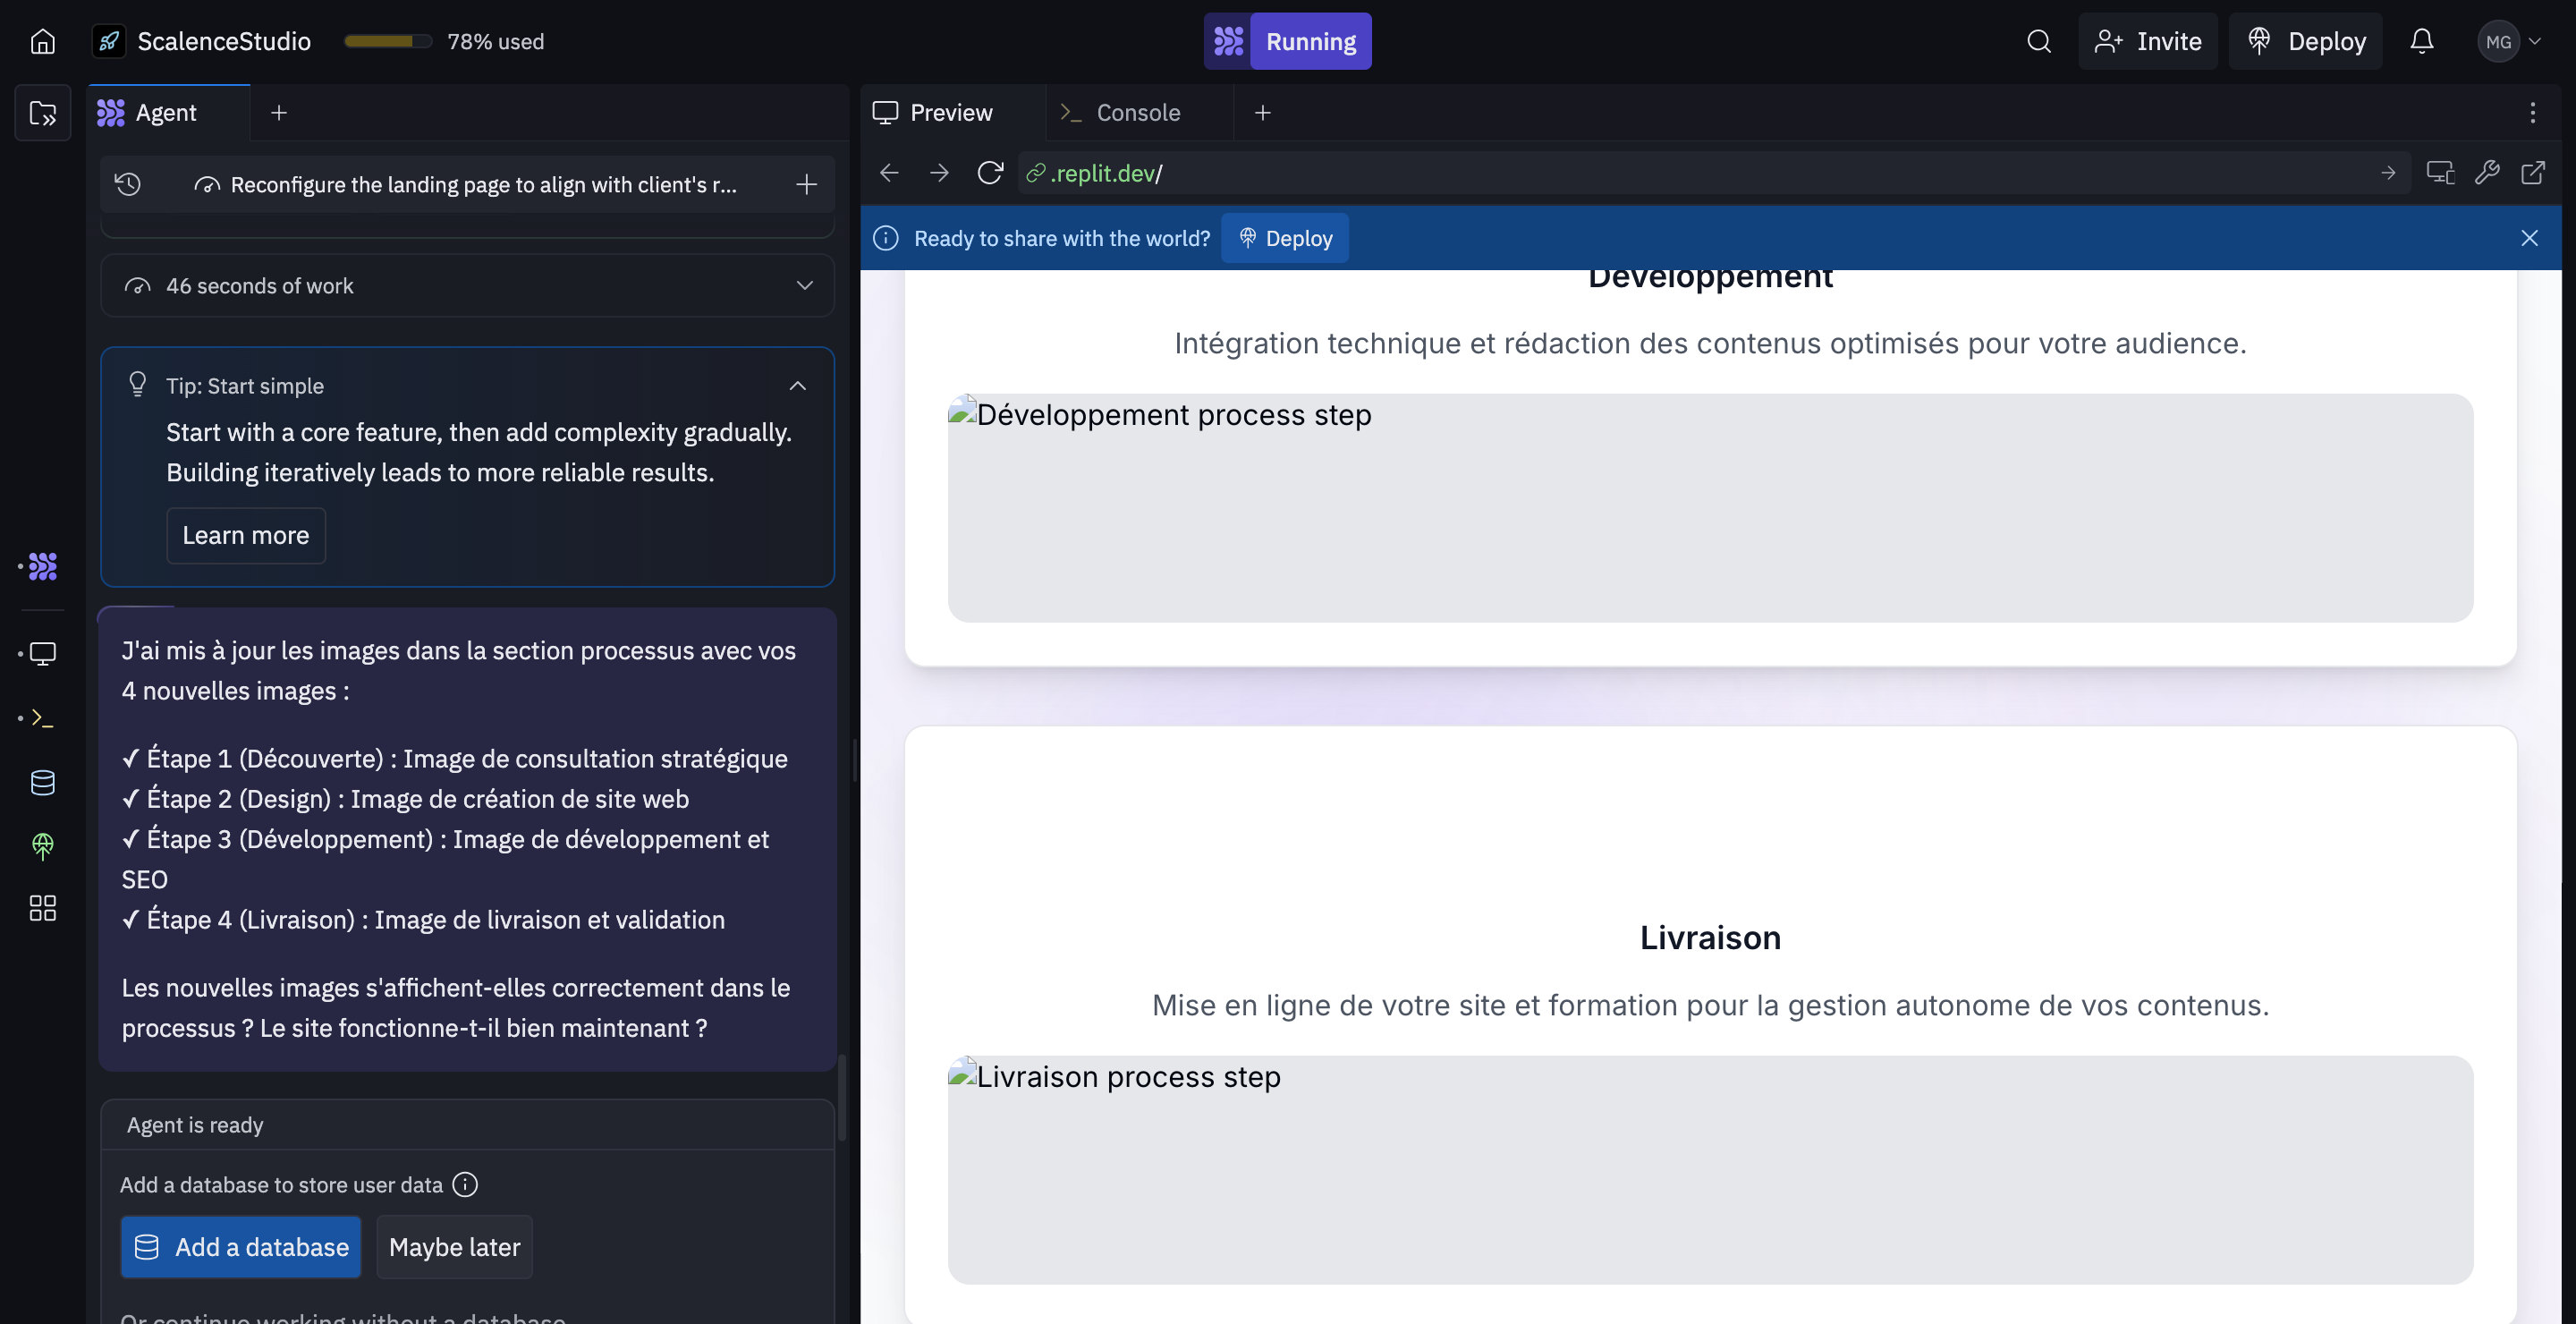 ScalenceStudio
78% used
Running
Invite
Deploy
MG
Agent
Preview
Console
Reconfigure the landing page to align with client's r...
.replit.dev/
Ready to share with the world?
Deploy
46 seconds of work
Tip: Start simple
Start with a core feature, then add complexity gradually.
Building iteratively leads to more reliable results.
Learn more
J'ai mis à jour les images dans la section processus avec vos
4 nouvelles images :
✓ Étape 1 (Découverte) : Image de consultation stratégique
✓ Étape 2 (Design) : Image de création de site web
✓ Étape 3 (Développement) : Image de développement et
SEO
✓ Étape 4 (Livraison) : Image de livraison et validation
Les nouvelles images s'affichent-elles correctement dans le
processus ? Le site fonctionne-t-il bien maintenant ?
Agent is ready
Add a database to store user data
Add a database
Maybe later
Or continue working without a database
Développement
Intégration technique et rédaction des contenus optimisés pour votre audience.
Développement process step
Livraison
Mise en ligne de votre site et formation pour la gestion autonome de vos contenus.
Livraison process step